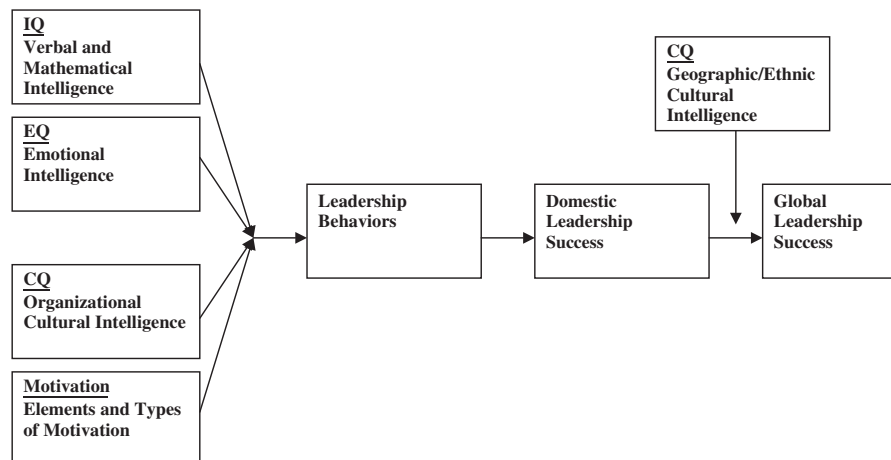 IQ
Verbal and
Mathematical
Intelligence
EQ
Emotional
Intelligence
CQ
Organizational
Cultural Intelligence
Motivation
Elements and Types
of Motivation
Leadership
Behaviors
Domestic
Leadership
Success
CQ
Geographic/Ethnic
Cultural
Intelligence
Global
Leadership
Success